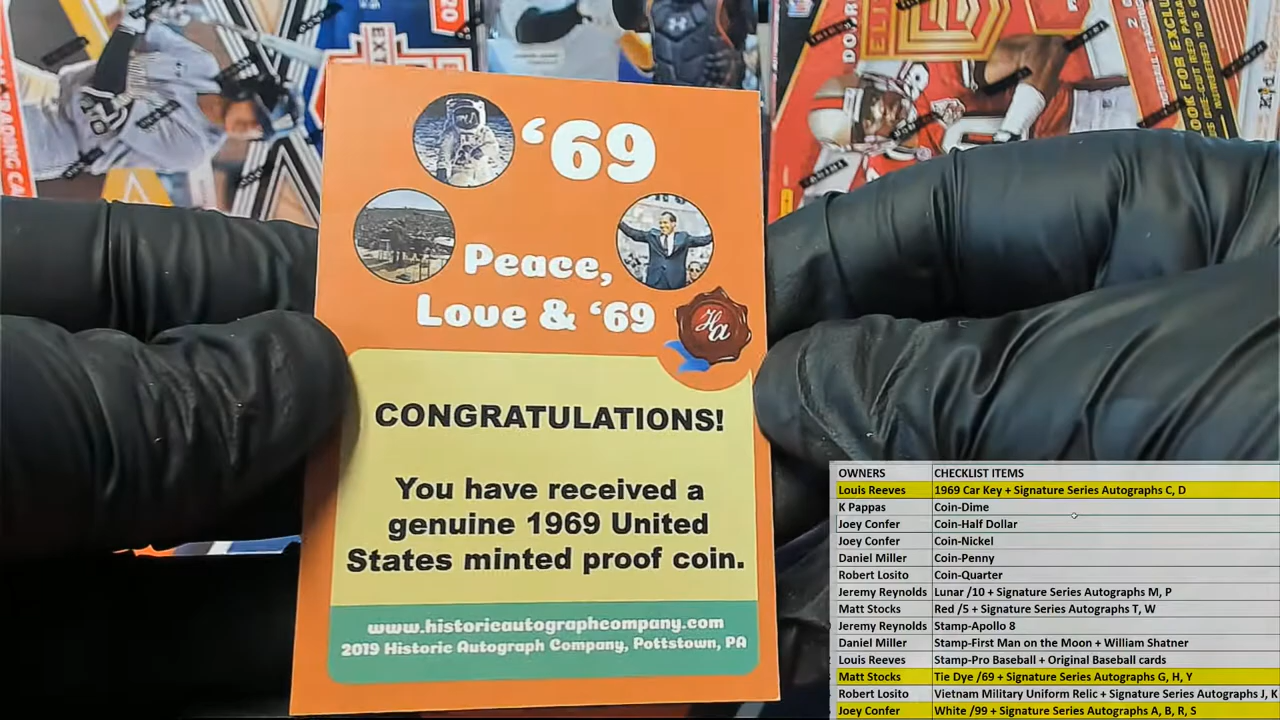 '69
Peace,
Love & '69
Ha
CONGRATULATIONS!
You have received a
genuine 1969 United
States minted proof coin.
www.historicautographcompany.com
2019 Historic Autograph Company, Pottstown, PA
OWNERS CHECKLIST ITEMS
Louis Reeves 1969 Car Key + Signature Series Autographs C, D
K Pappas Coin-Dime
Joey Confer Coin-Half Dollar
Joey Confer Coin-Nickel
Daniel Miller Coin-Penny
Robert Losito Coin-Quarter
Jeremy Reynolds Lunar /10 + Signature Series Autographs M, P
Matt Stocks Red /5 + Signature Series Autographs T, W
Jeremy Reynolds Stamp-Apollo 8
Daniel Miller Stamp-First Man on the Moon + William Shatner
Louis Reeves Stamp-Pro Baseball + Original Baseball cards
Matt Stocks Tie Dye /69 + Signature Series Autographs G, H, Y
Robert Losito Vietnam Military Uniform Relic + Signature Series Autographs J, K
Joey Confer White /99 + Signature Series Autographs A, B, R, S